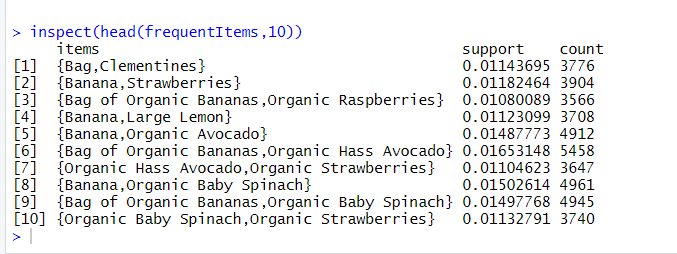 > inspect(head(frequentItems,10))
items support count
[1] {Bag,Clementines} 0.01143695 3776
[2] {Banana,Strawberries} 0.01182464 3904
[3] {Bag of Organic Bananas,Organic Raspberries} 0.01080089 3566
[4] {Banana,Large Lemon} 0.01123099 3708
[5] {Banana,Organic Avocado} 0.01487773 4912
[6] {Bag of Organic Bananas,Organic Hass Avocado} 0.01653148 5458
[7] {Organic Hass Avocado,Organic Strawberries} 0.01104623 3647
[8] {Banana,Organic Baby Spinach} 0.01502614 4961
[9] {Bag of Organic Bananas,Organic Baby Spinach} 0.01497768 4945
[10] {Organic Baby Spinach,Organic Strawberries} 0.01132791 3740
>